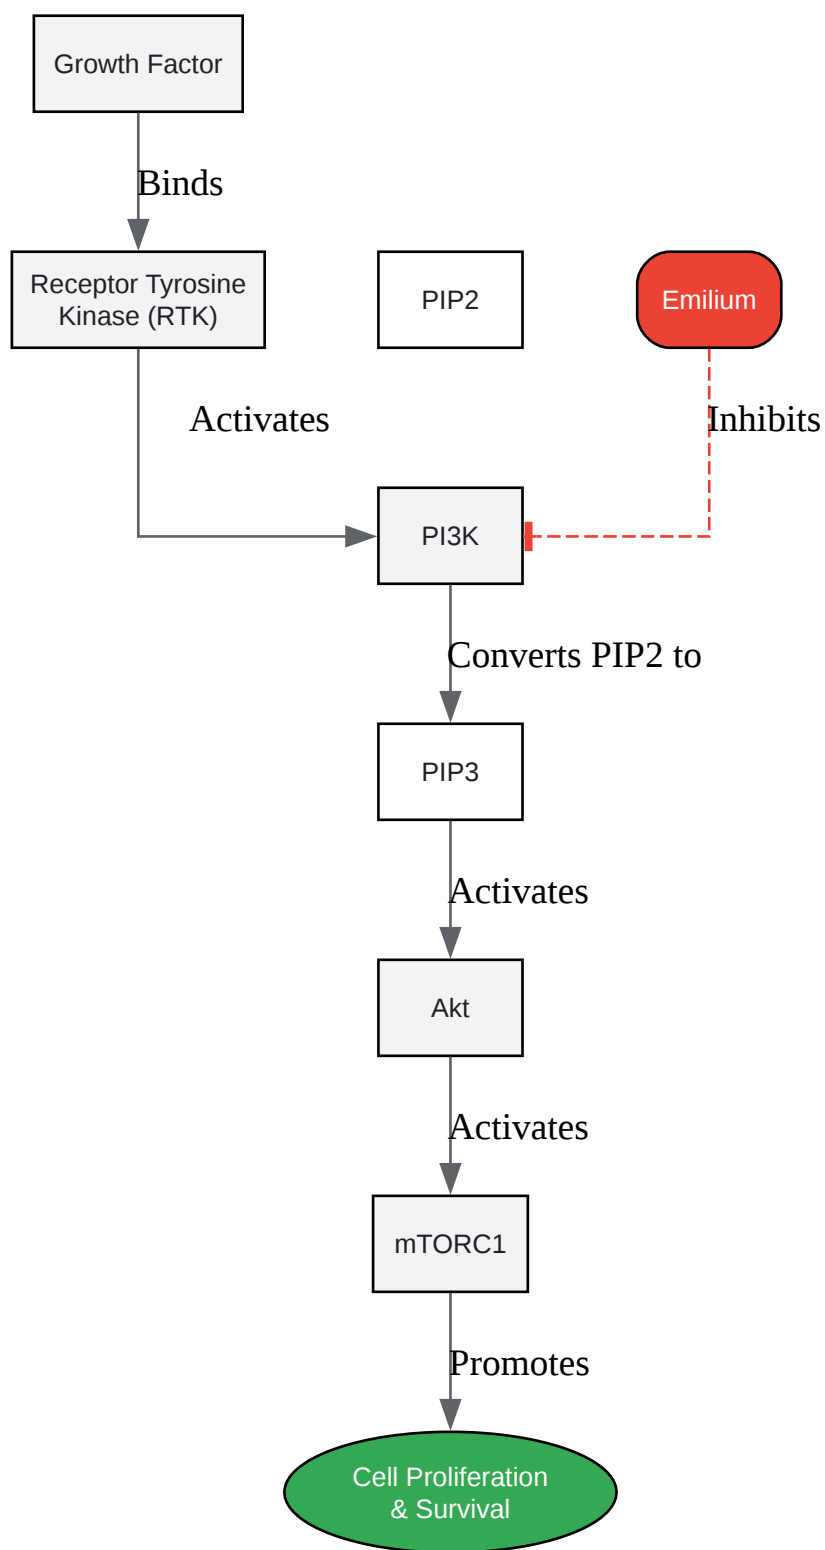 Growth Factor
Binds
Receptor Tyrosine
Kinase (RTK)
PIP2
Emilium
Activates
Inhibits
PI3K
Converts PIP2 to
PIP3
Activates
Akt
Activates
mTORC1
Promotes
Cell Proliferation
& Survival